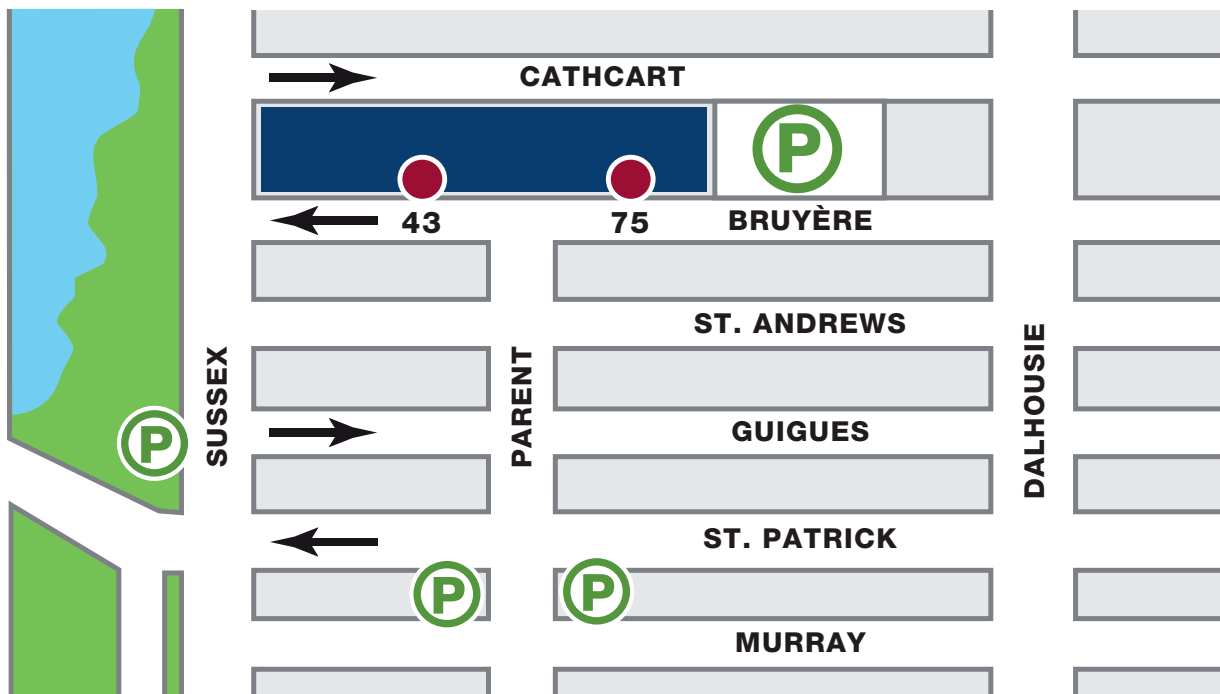 CATHCART
P
43
75
BRUYÈRE
ST. ANDREWS
SUSSEX
PARENT
DALHOUSIE
P
GUIGUES
ST. PATRICK
P
P
MURRAY